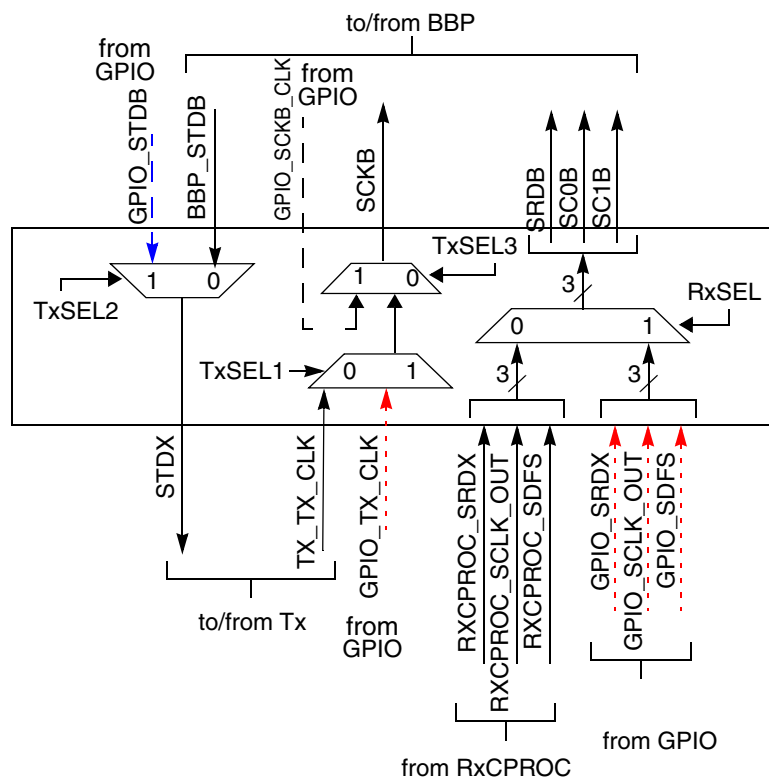 to/from BBP
from
GPIO
from
GPIO
GPIO_STDB
BBP_STDB
GPIO_SCKB_CLK
SCKB
SRDB
SC0B
SC1B
1 0
TxSEL2
1 0
TxSEL3
3
RxSEL
0 1
TxSEL1
0 1
3
3
STDX
TX_TX_CLK
GPIO_TX_CLK
RXCPROC_SRDX
RXCPROC_SCLK_OUT
RXCPROC_SDFS
GPIO_SRDX
GPIO_SCLK_OUT
GPIO_SDFS
to/from Tx
from
GPIO
from GPIO
from RxCPROC